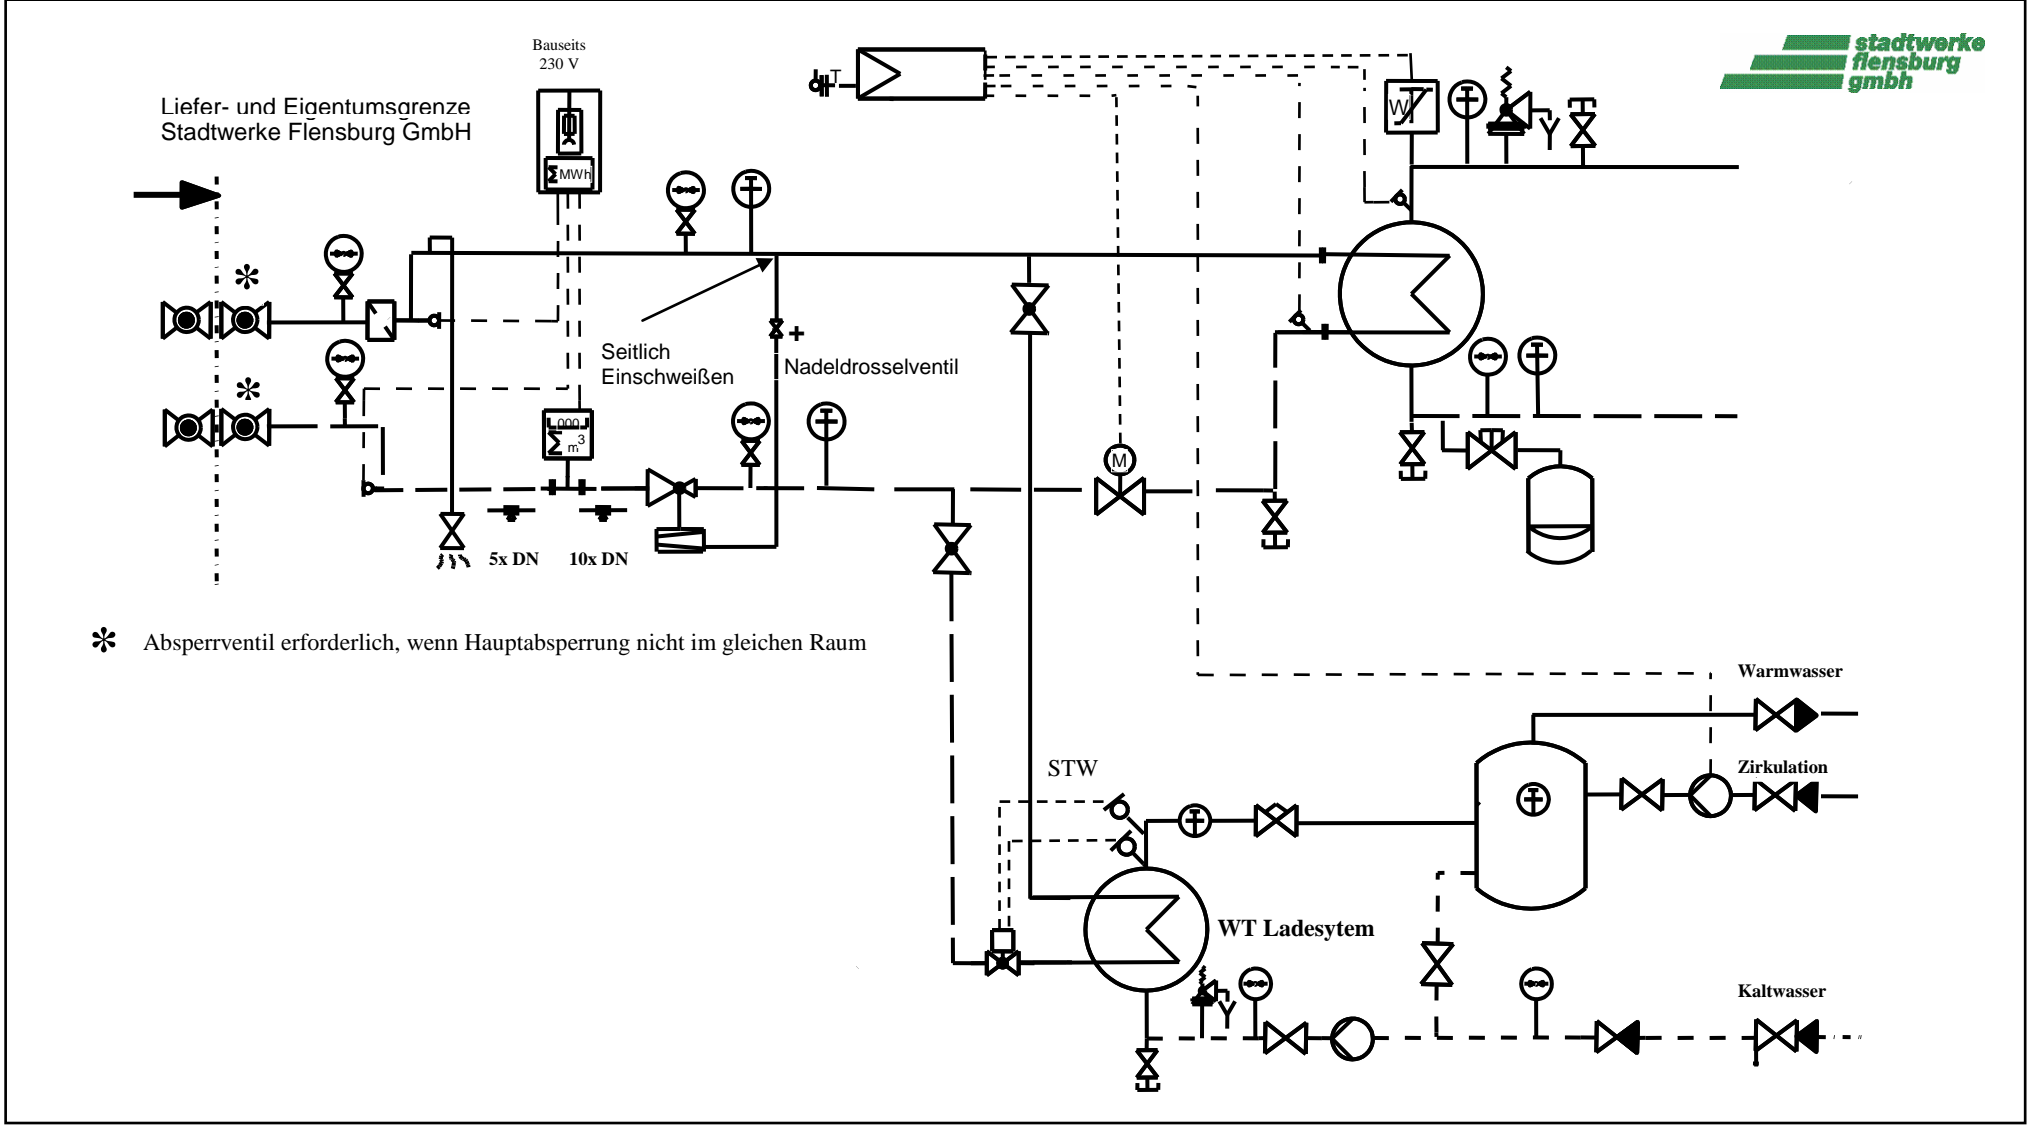 Bauseits
230 V
stadtwerke
flensburg
gmbh
Liefer- und Eigentumsgrenze
Stadtwerke Flensburg GmbH
T
W
Σ MWh
*
*
Seitlich
Einschweißen
+
Nadeldrosselventil
000
Σ m3
M
5x DN
10x DN
* Absperrventil erforderlich, wenn Hauptabsperrung nicht im gleichen Raum
Warmwasser
STW
Zirkulation
WT Ladesytem
Kaltwasser